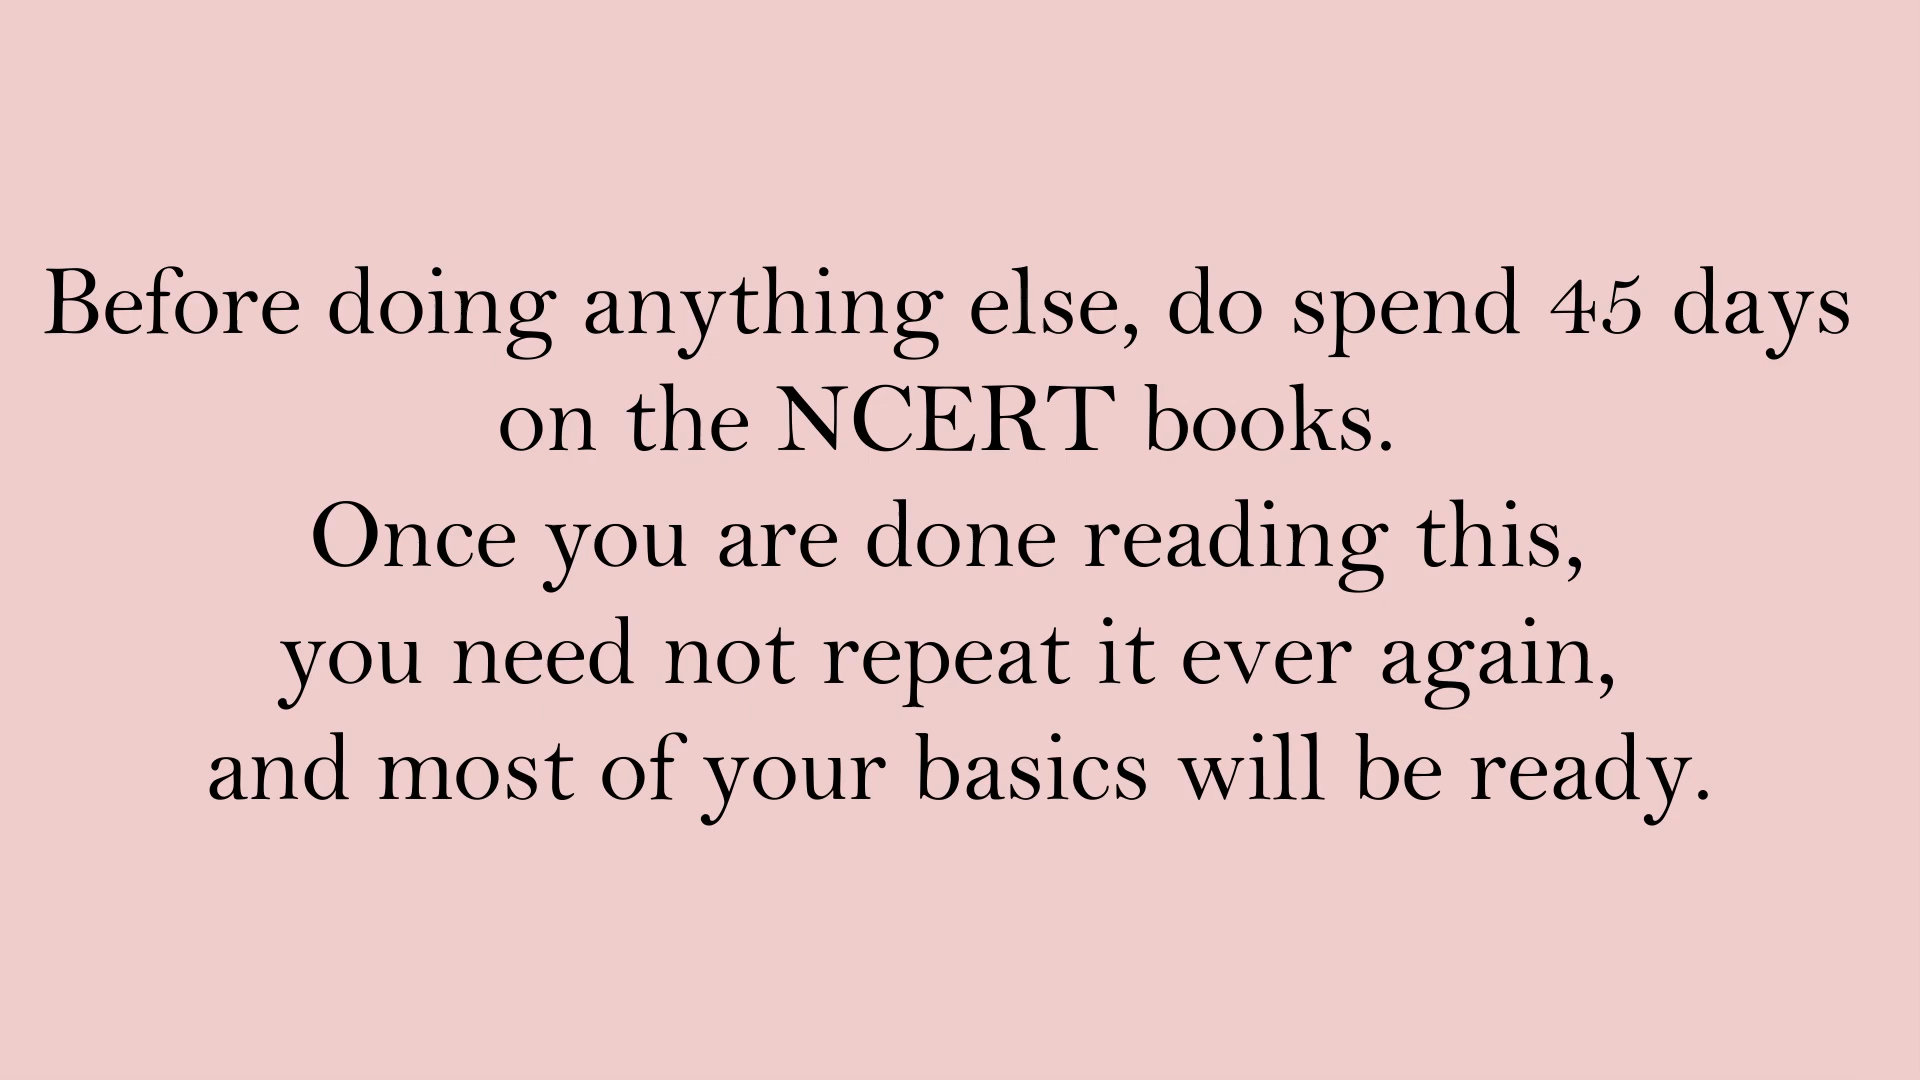 Before doing anything else, do spend 45 days
on the NCERT books.
Once you are done reading this,
you need not repeat it ever again,
and most of your basics will be ready.